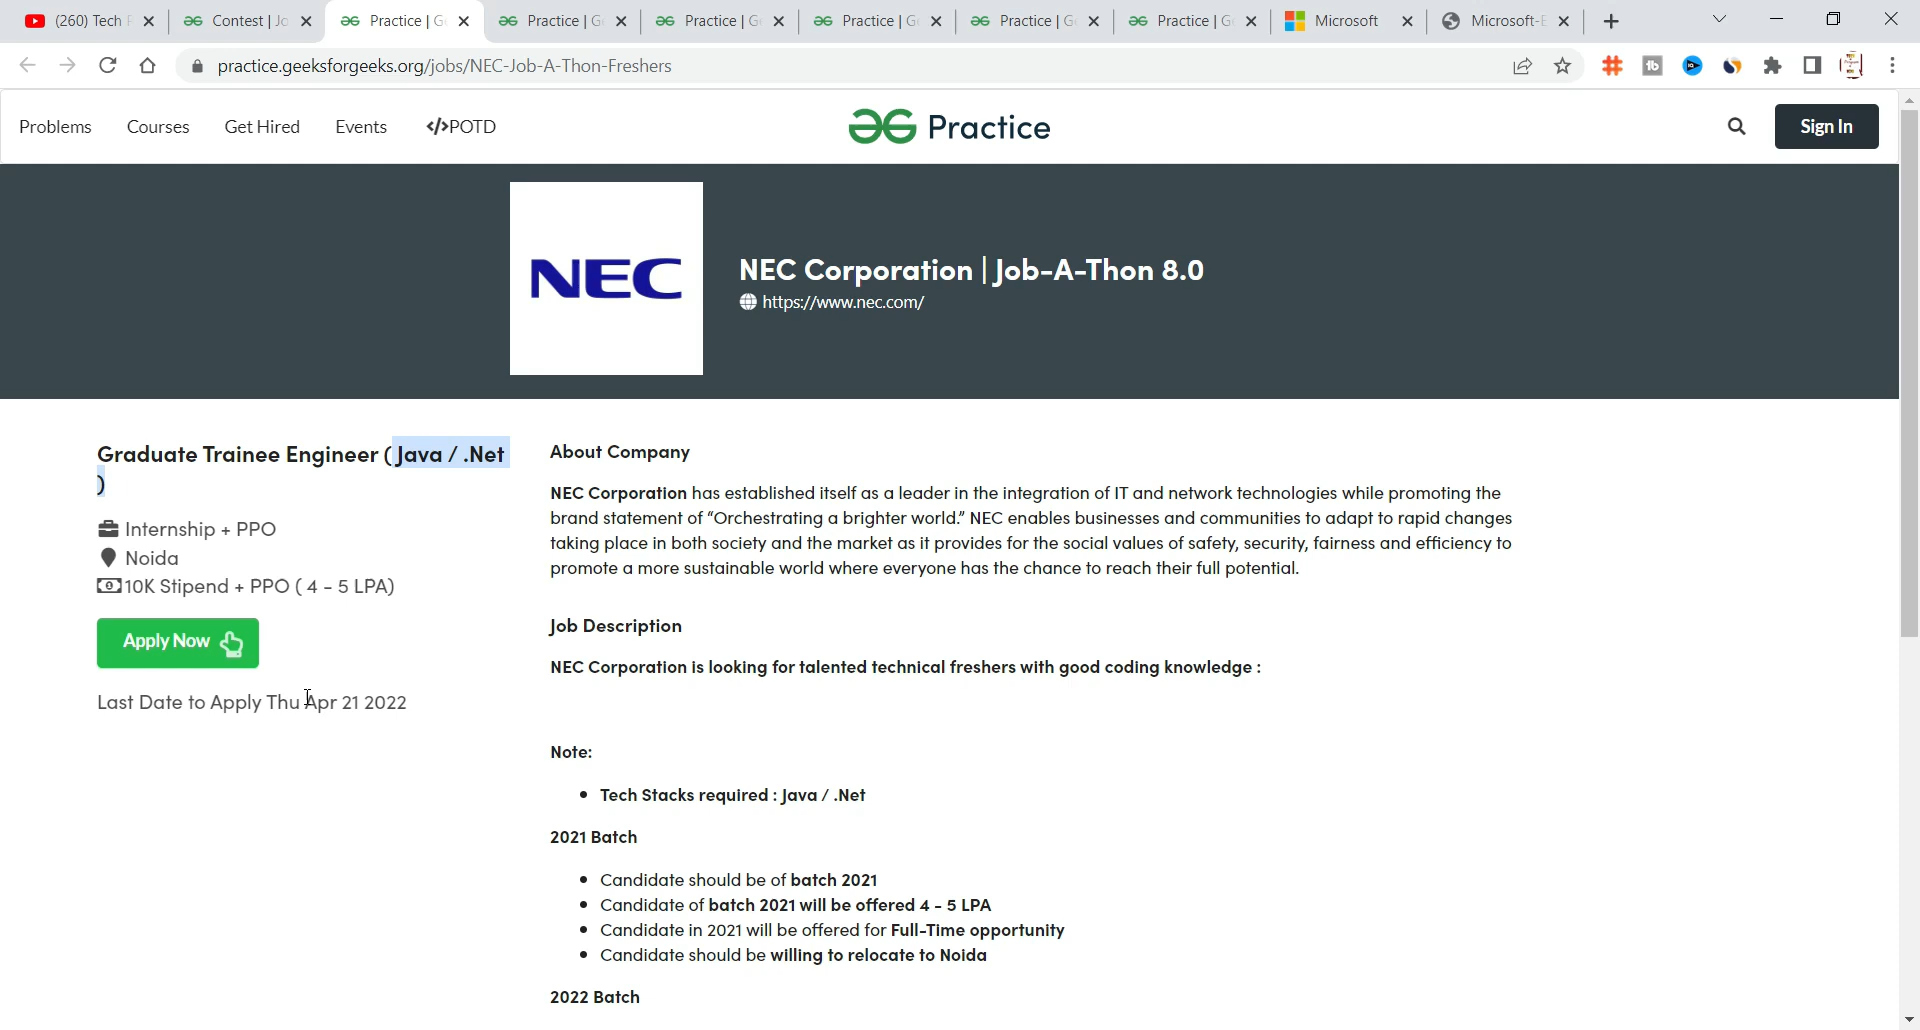 (260) Tech
Contest | Jo
Practice | G
Practice | G
Practice | G
Practice | G
Practice | G
Practice | G
Microsoft
Microsoft-E
practice.geeksforgeeks.org/jobs/NEC-Job-A-Thon-Freshers
Problems
Courses
Get Hired
Events
</>POTD
Practice
Sign In
NEC
NEC Corporation | Job-A-Thon 8.0
https://www.nec.com/
Graduate Trainee Engineer ( Java / .Net
)
Internship + PPO
Noida
10K Stipend + PPO ( 4 - 5 LPA)
Apply Now
Last Date to Apply Thu Apr 21 2022
About Company
NEC Corporation has established itself as a leader in the integration of IT and network technologies while promoting the
brand statement of “Orchestrating a brighter world.” NEC enables businesses and communities to adapt to rapid changes
taking place in both society and the market as it provides for the social values of safety, security, fairness and efficiency to
promote a more sustainable world where everyone has the chance to reach their full potential.
Job Description
NEC Corporation is looking for talented technical freshers with good coding knowledge :
Note:
• Tech Stacks required : Java / .Net
2021 Batch
• Candidate should be of batch 2021
• Candidate of batch 2021 will be offered 4 - 5 LPA
• Candidate in 2021 will be offered for Full-Time opportunity
• Candidate should be willing to relocate to Noida
2022 Batch